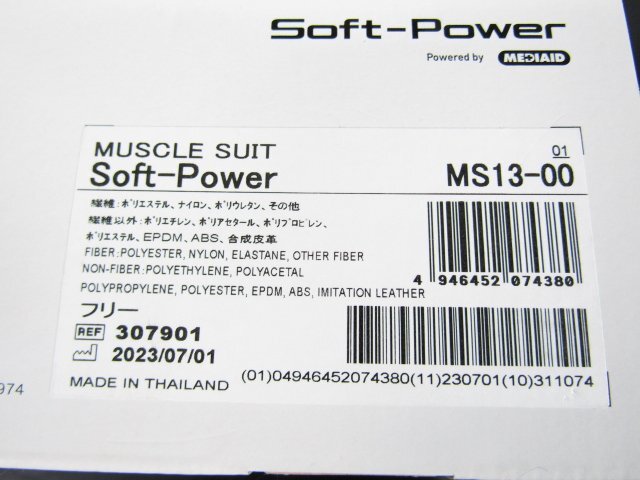 Soft-Power
Powered by MEDIAID
MUSCLE SUIT 01
Soft-Power MS13-00
繊維:ポリエステル、ナイロン、ポリウレタン、その他
繊維以外:ポリエチレン、ポリアセタール、ポリプロピレン、
ポリエステル、EPDM、ABS、合成皮革
FIBER:POLYESTER, NYLON, ELASTANE, OTHER FIBER
NON-FIBER:POLYETHYLENE, POLYACETAL
POLYPROPYLENE, POLYESTER, EPDM, ABS, IMITATION LEATHER
4 946452 074380
フリー
REF 307901
2023/07/01
MADE IN THAILAND
(01)04946452074380(11)230701(10)311074
974